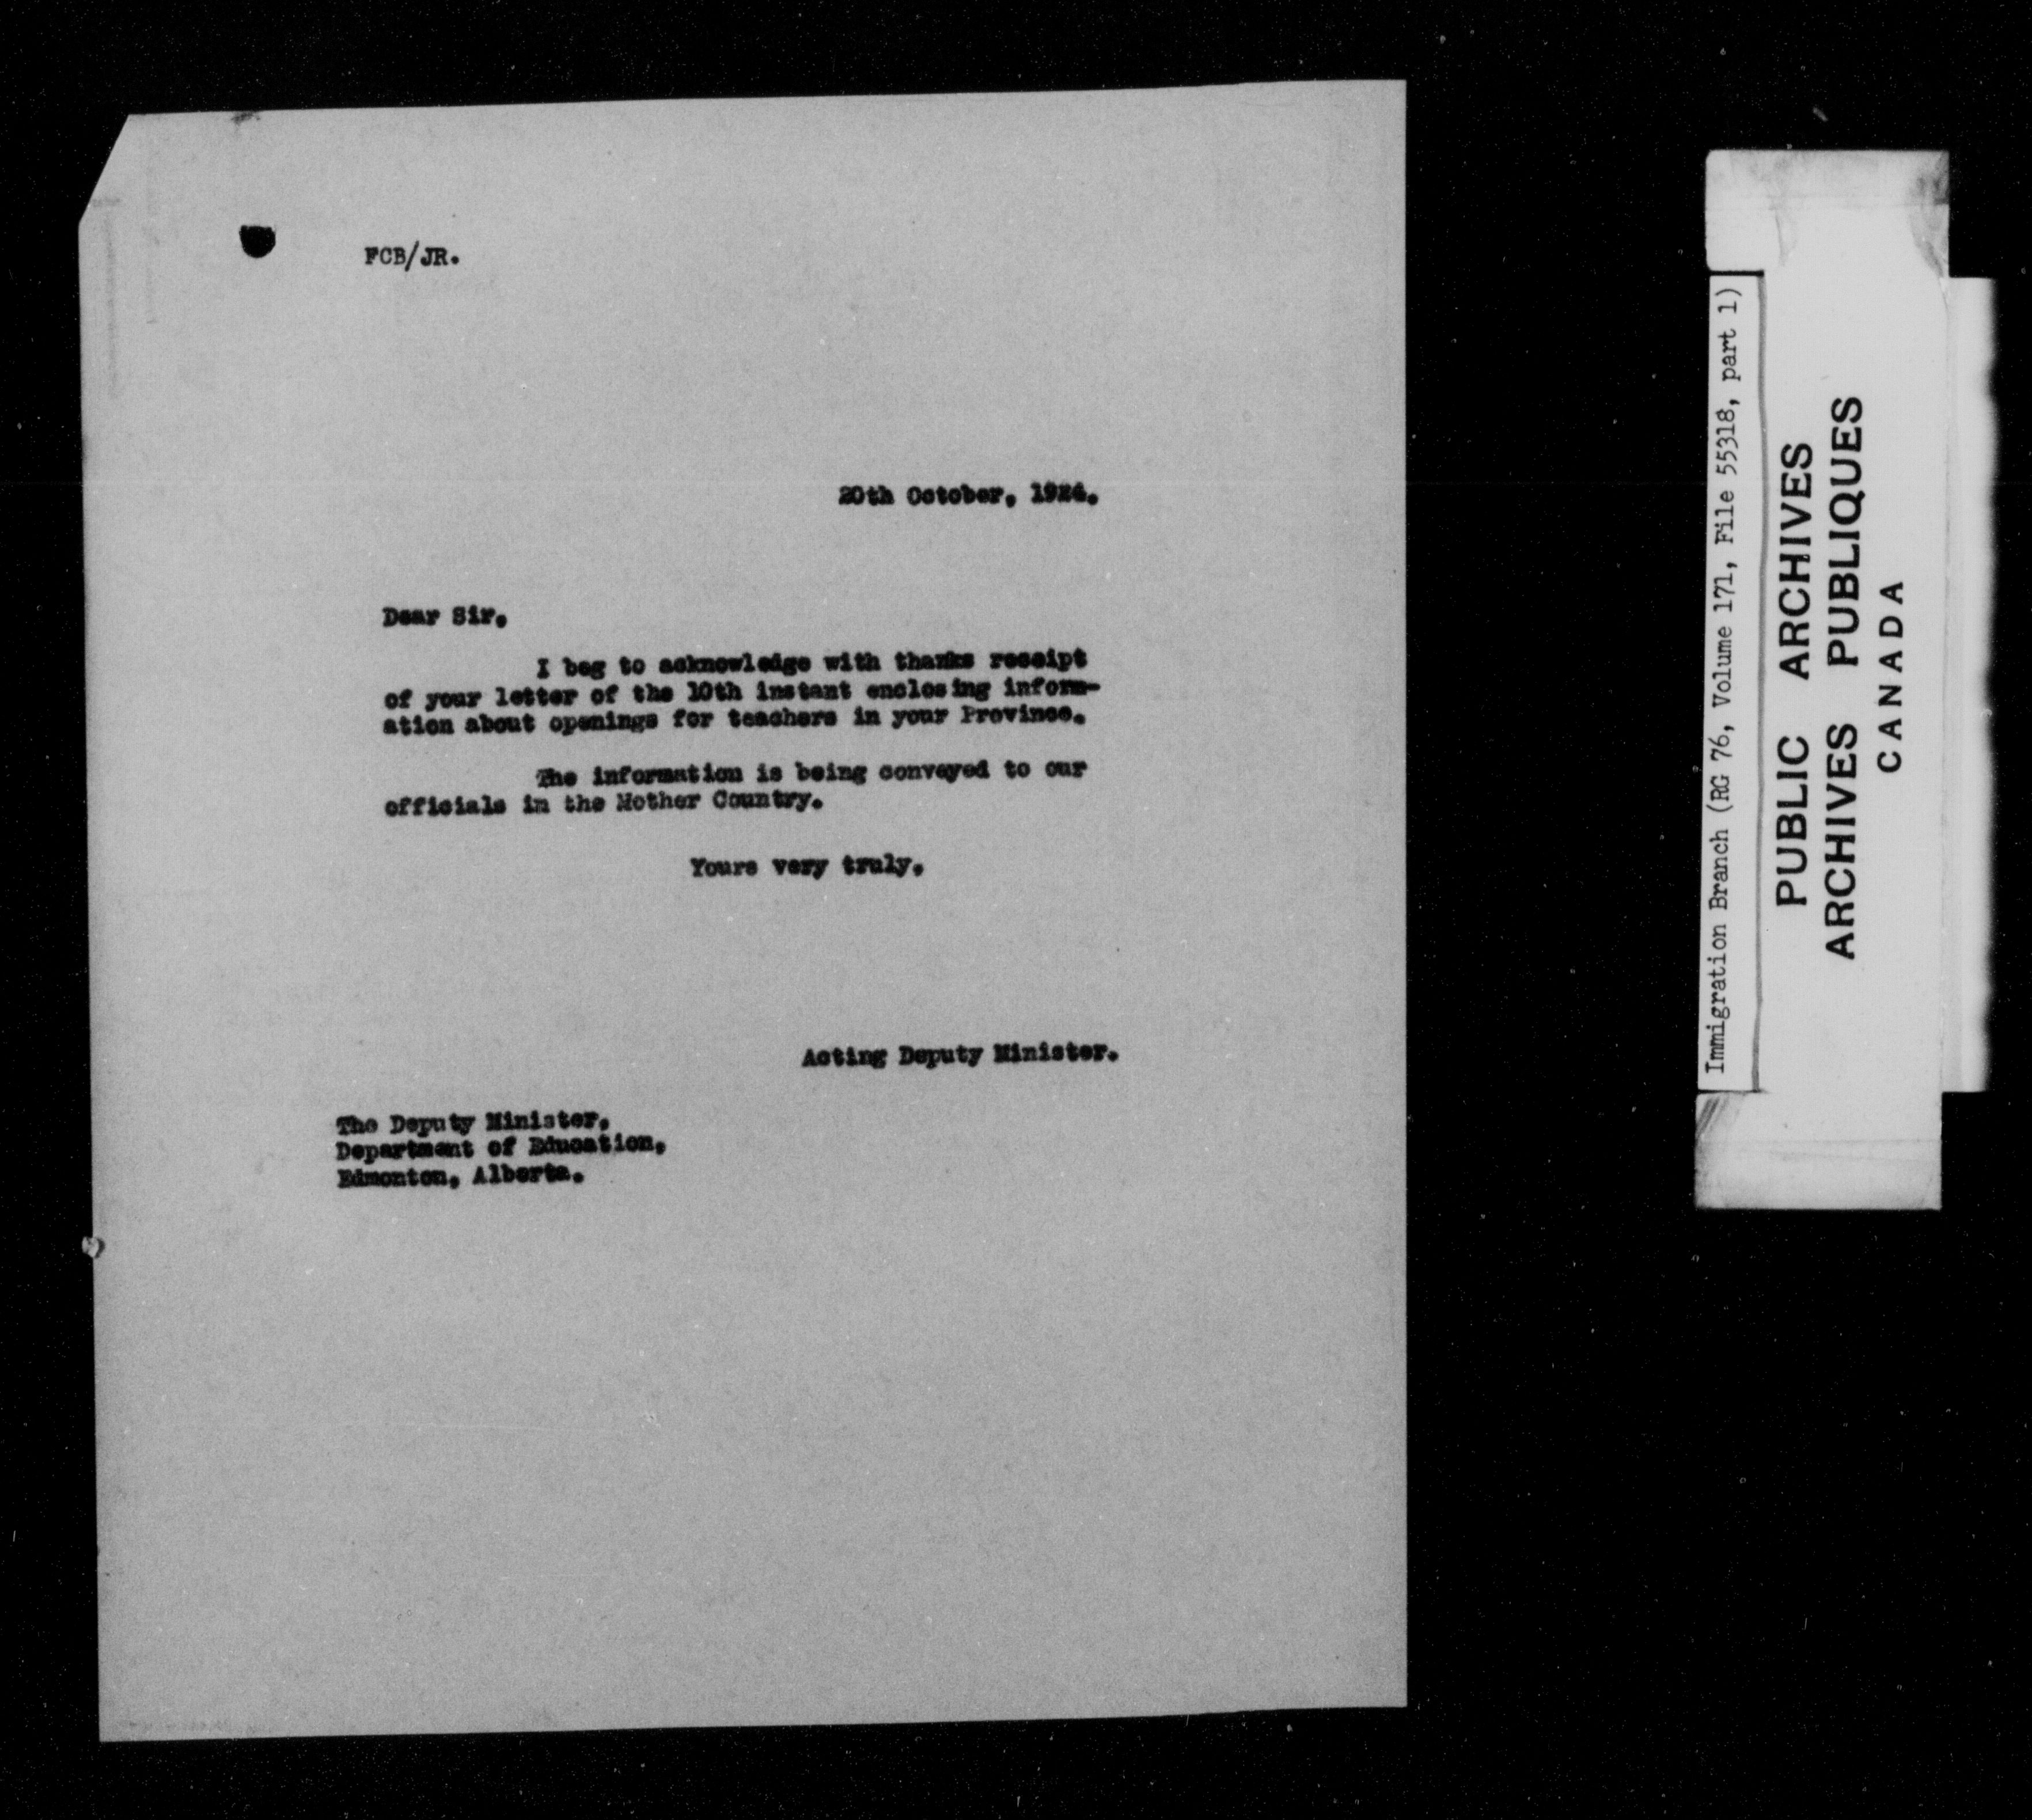 FCB/JR.
20th October, 1924.
Dear Sir,
I beg to acknowledge with thanks receipt
of your letter of the 10th instant enclosing inform-
ation about openings for teachers in your Province.
The information is being conveyed to our
officials in the Mother Country.
Yours very truly,
Acting Deputy Minister.
The Deputy Minister,
Department of Education,
Edmonton, Alberta.
Immigration Branch (RG 76, Volume 171, File 55318, part 1)
PUBLIC ARCHIVES
ARCHIVES PUBLIQUES
CANADA